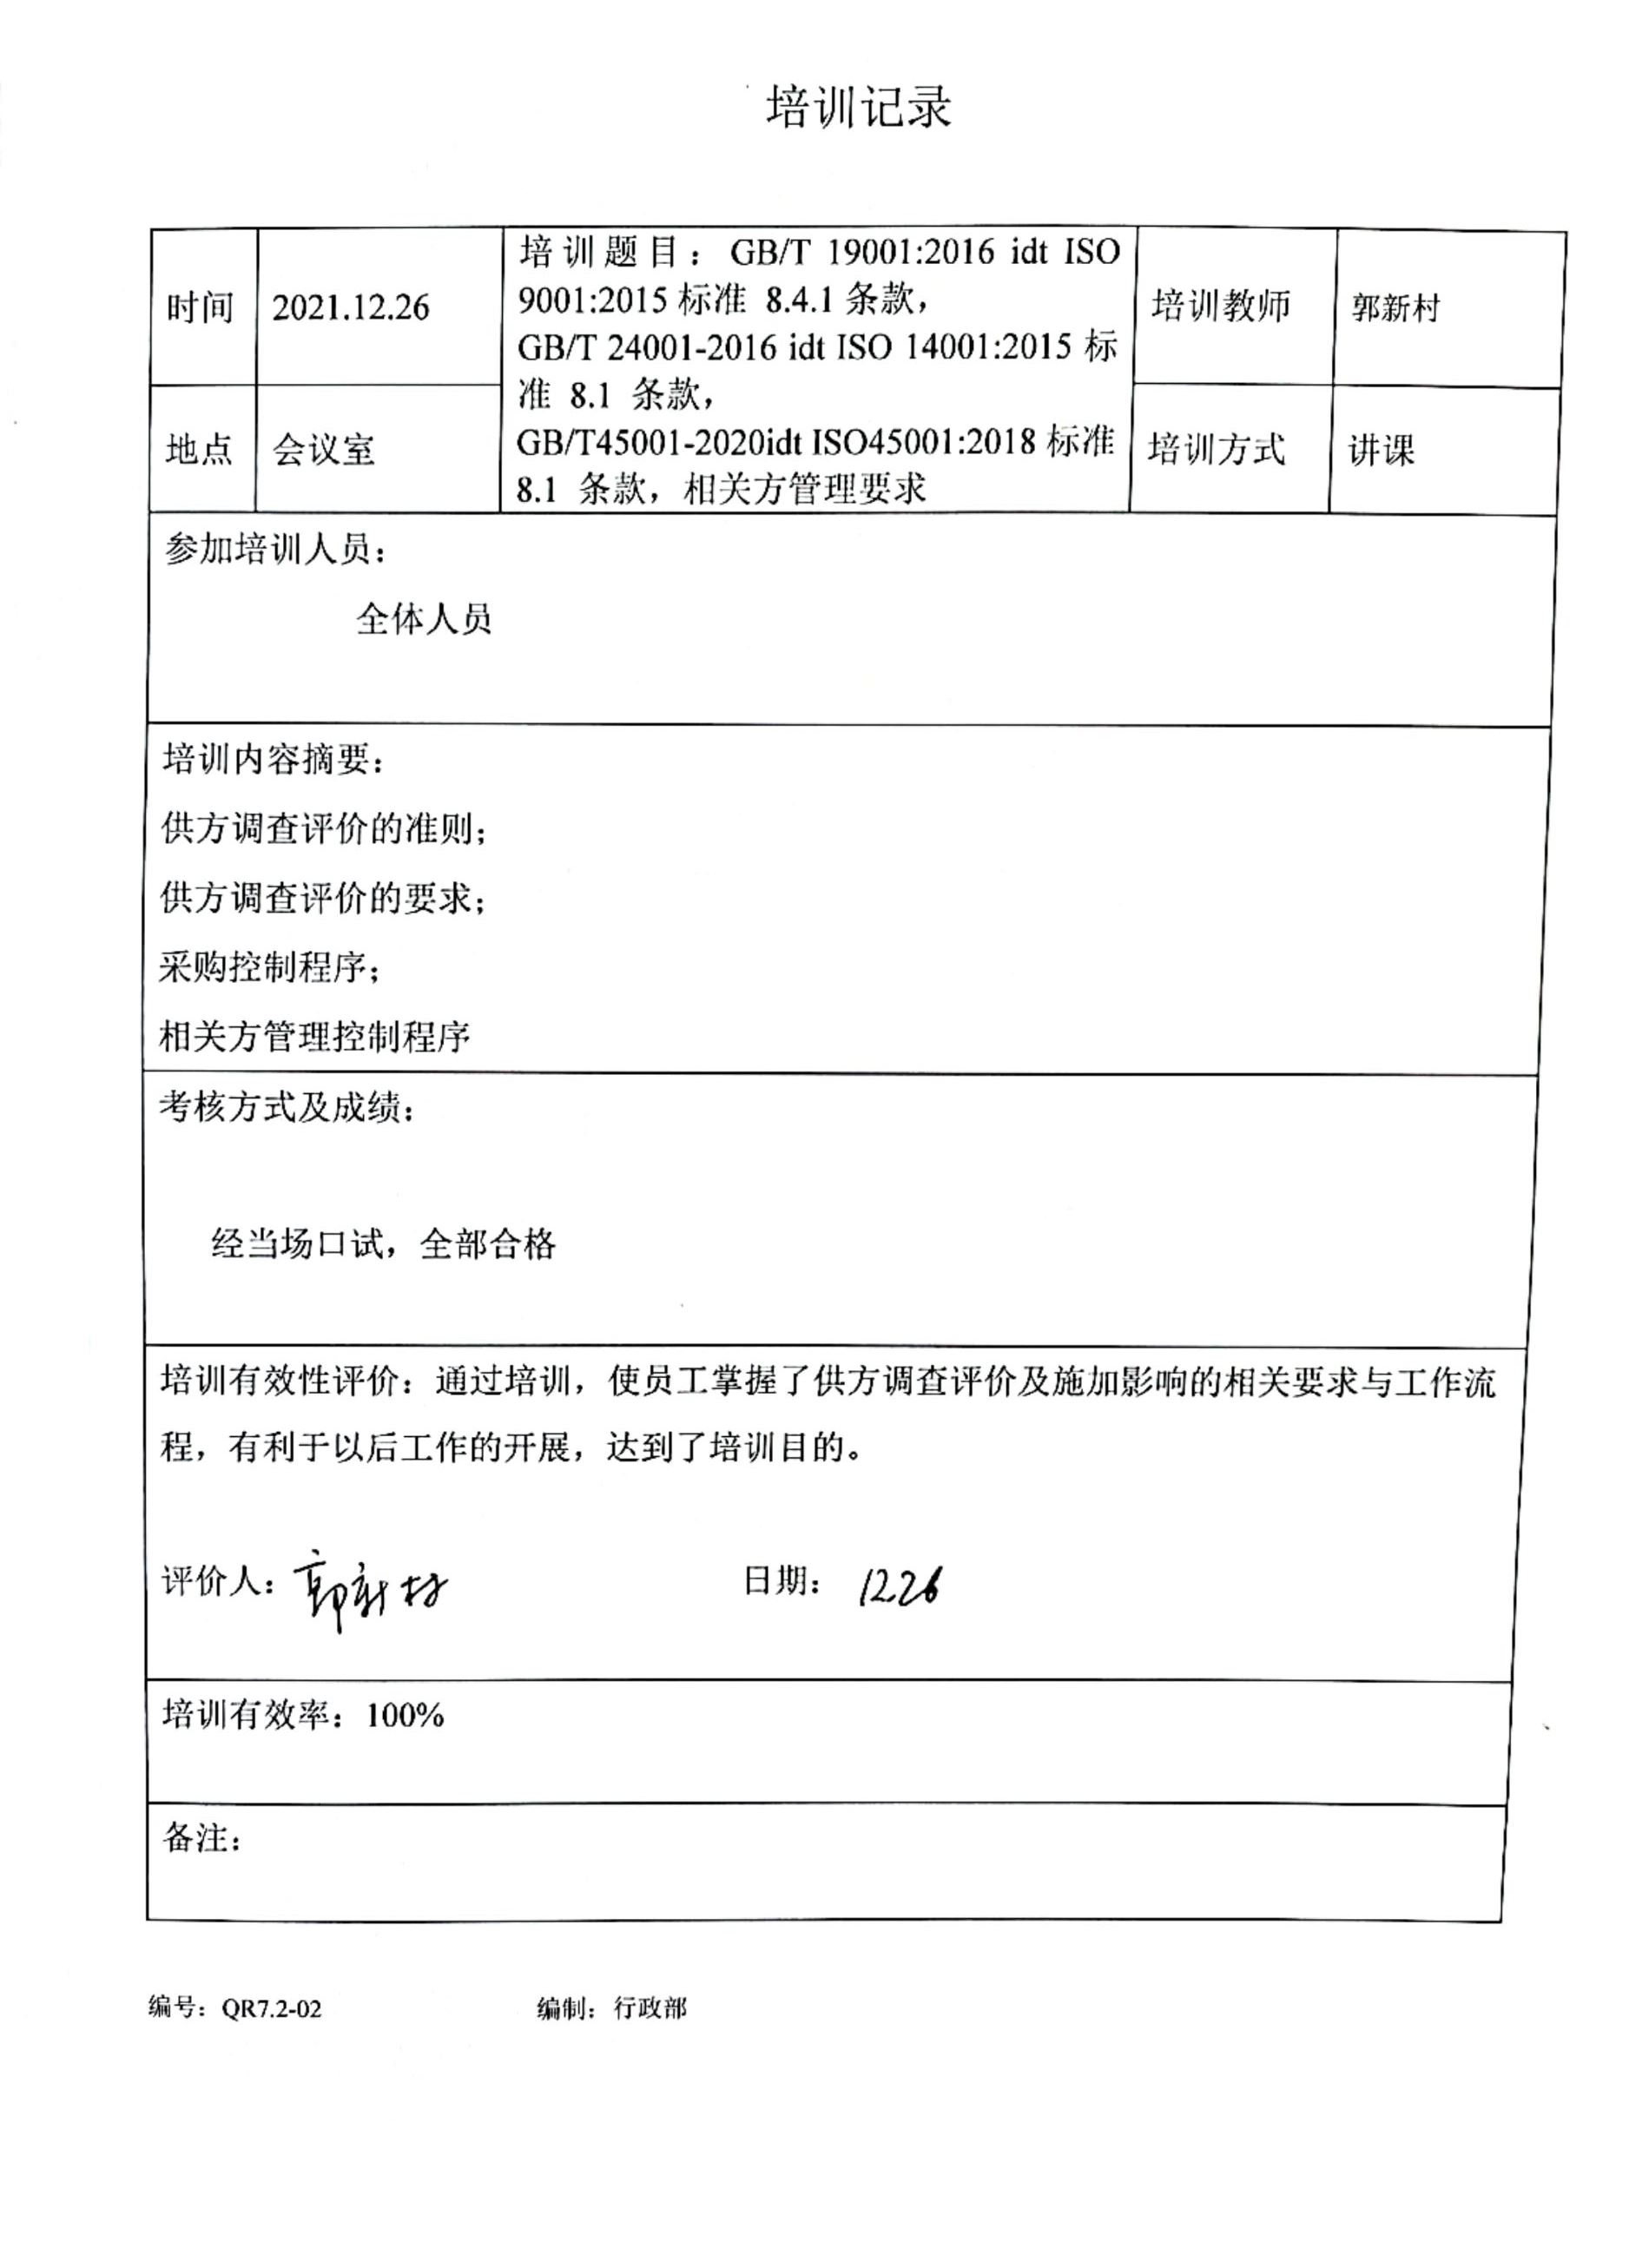 培训记录
时间
2021.12.26
培训题目：GB/T 19001:2016 idt ISO
9001:2015 标准 8.4.1 条款，
GB/T 24001-2016 idt ISO 14001:2015 标
准 8.1 条款，
GB/T45001-2020idt ISO45001:2018 标准
8.1 条款，相关方管理要求
培训教师
郭新村
地点
会议室
培训方式
讲课
参加培训人员：
全体人员
培训内容摘要：
供方调查评价的准则；
供方调查评价的要求；
采购控制程序；
相关方管理控制程序
考核方式及成绩：
经当场口试，全部合格
培训有效性评价：通过培训，使员工掌握了供方调查评价及施加影响的相关要求与工作流
程，有利于以后工作的开展，达到了培训目的。
评价人：郭新村 日期：12.26
培训有效率：100%
备注：
编号：QR7.2-02 编制：行政部